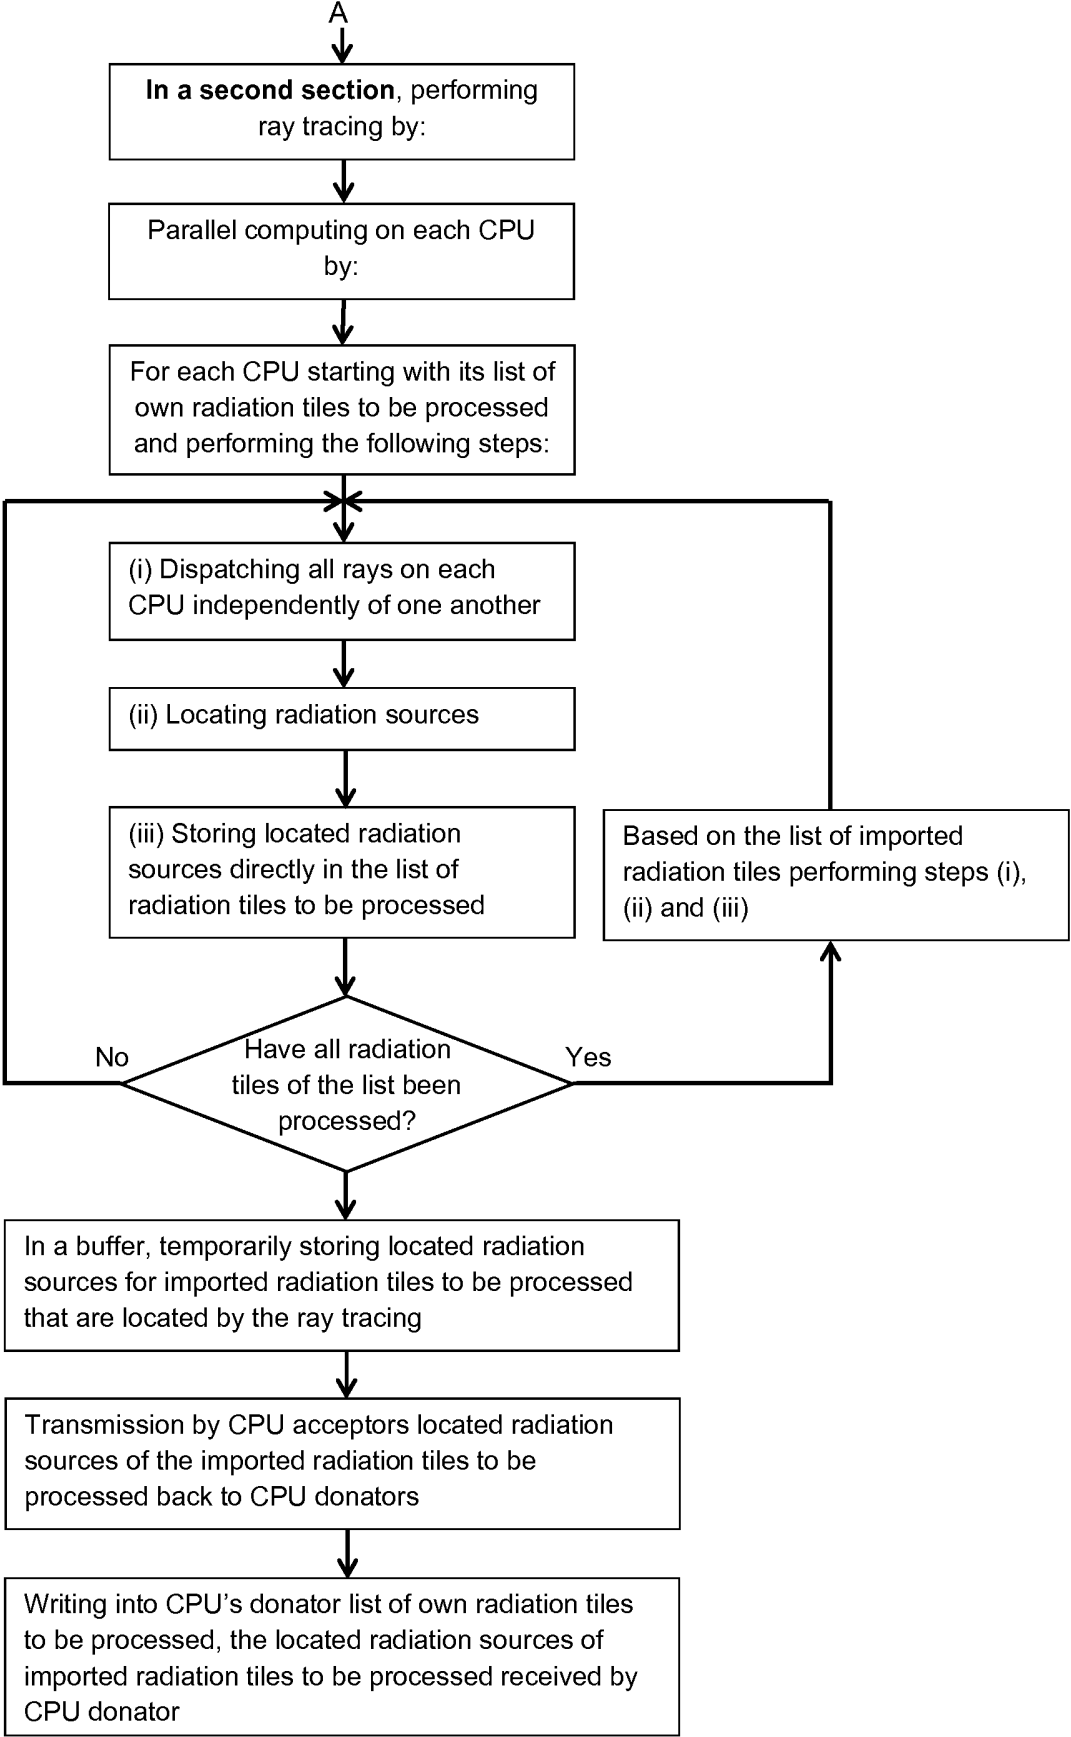 A
In a second section, performing
ray tracing by:
Parallel computing on each CPU
by:
For each CPU starting with its list of
own radiation tiles to be processed
and performing the following steps:
(i) Dispatching all rays on each
CPU independently of one another
(ii) Locating radiation sources
(iii) Storing located radiation
sources directly in the list of
radiation tiles to be processed
Based on the list of imported
radiation tiles performing steps (i),
(ii) and (iii)
No
Have all radiation
tiles of the list been
processed?
Yes
In a buffer, temporarily storing located radiation
sources for imported radiation tiles to be processed
that are located by the ray tracing
Transmission by CPU acceptors located radiation
sources of the imported radiation tiles to be
processed back to CPU donators
Writing into CPU’s donator list of own radiation tiles
to be processed, the located radiation sources of
imported radiation tiles to be processed received by
CPU donator